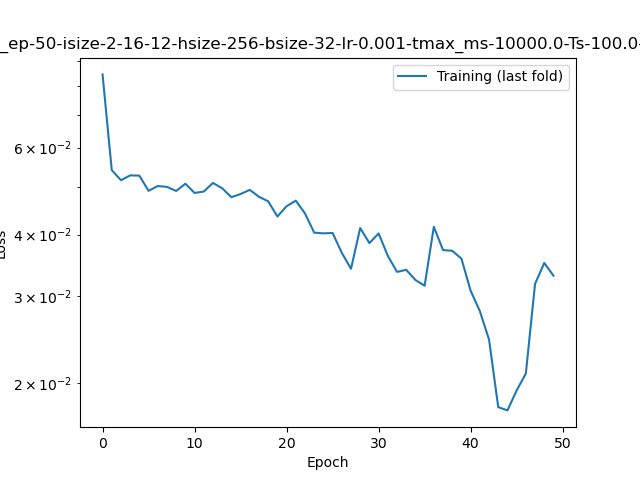 _ep-50-isize-2-16-12-hsize-256-bsize-32-lr-0.001-tmax_ms-10000.0-Ts-100.0-
Training (last fold)
6 × 10⁻²
4 × 10⁻²
3 × 10⁻²
2 × 10⁻²
Loss
0 10 20 30 40 50
Epoch